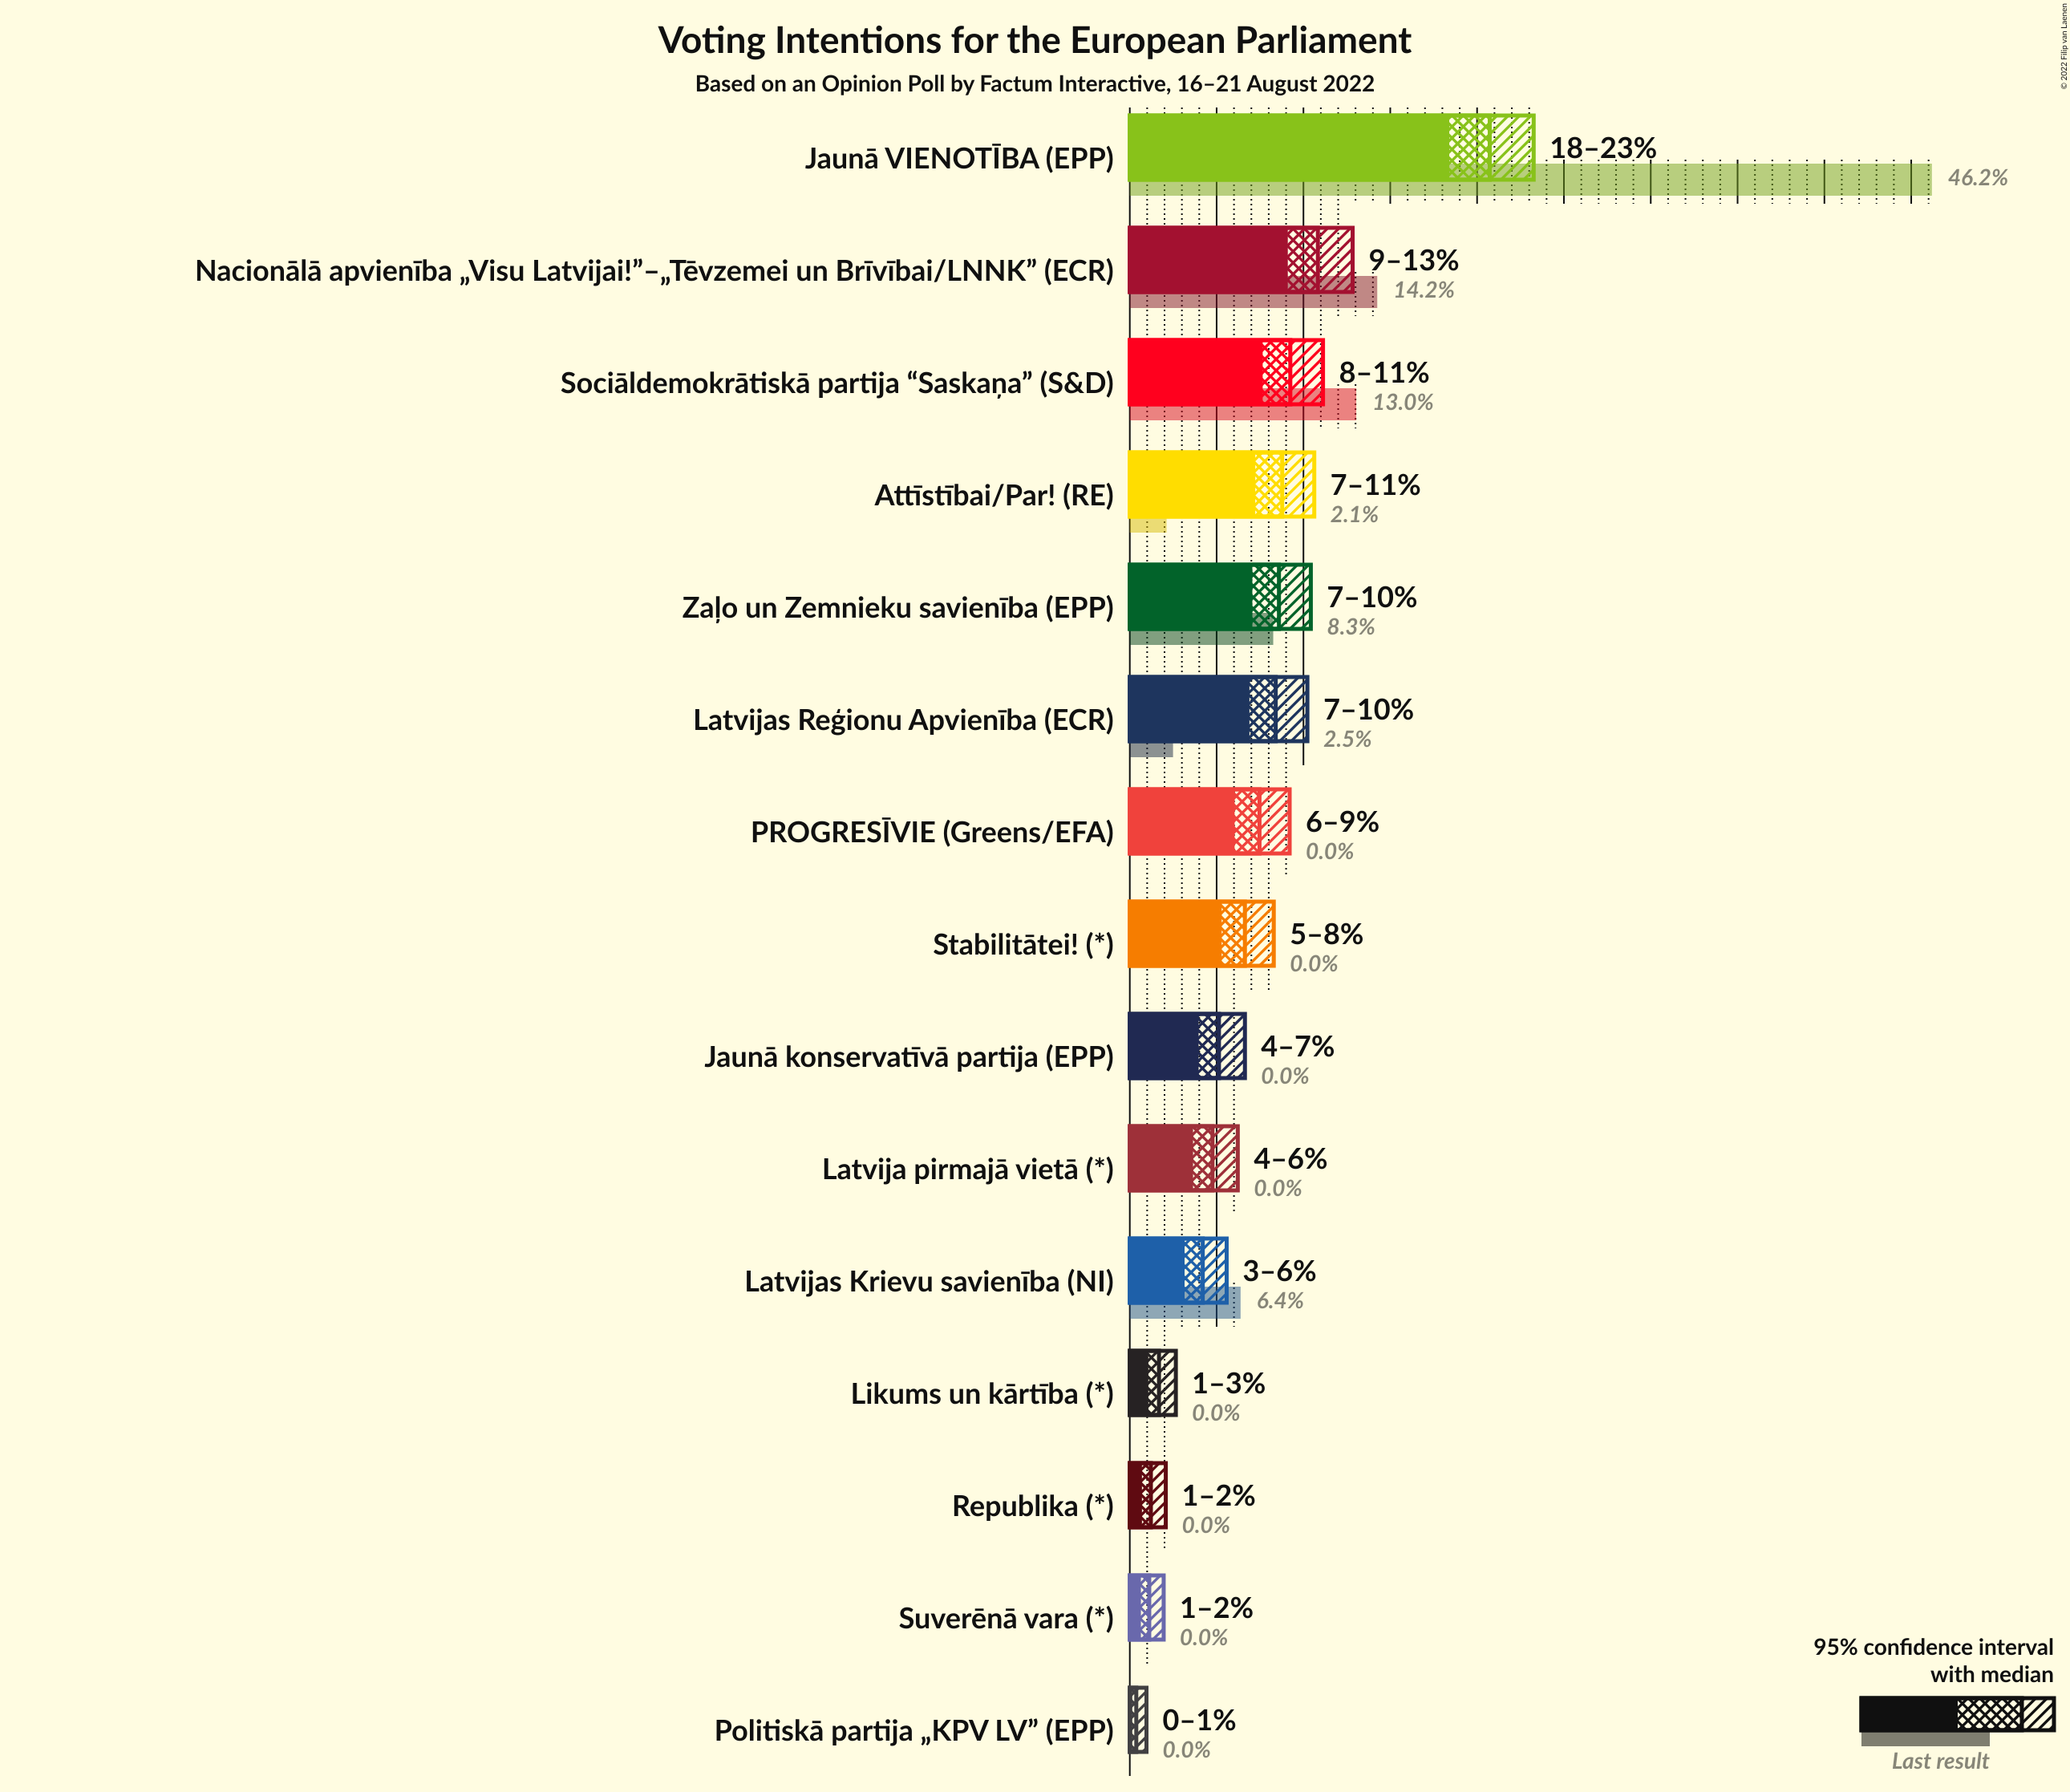 Voting Intentions for the European Parliament
Based on an Opinion Poll by Factum Interactive, 16–21 August 2022
© 2022 Filip van Laenen
Jaunā VIENOTĪBA (EPP)
18–23%
46.2%
Nacionālā apvienība „Visu Latvijai!”–„Tēvzemei un Brīvībai/LNNK” (ECR)
9–13%
14.2%
Sociāldemokrātiskā partija “Saskaņa” (S&D)
8–11%
13.0%
Attīstībai/Par! (RE)
7–11%
2.1%
Zaļo un Zemnieku savienība (EPP)
7–10%
8.3%
Latvijas Reģionu Apvienība (ECR)
7–10%
2.5%
PROGRESĪVIE (Greens/EFA)
6–9%
0.0%
Stabilitātei! (*)
5–8%
0.0%
Jaunā konservatīvā partija (EPP)
4–7%
0.0%
Latvija pirmajā vietā (*)
4–6%
0.0%
Latvijas Krievu savienība (NI)
3–6%
6.4%
Likums un kārtība (*)
1–3%
0.0%
Republika (*)
1–2%
0.0%
Suverēnā vara (*)
1–2%
0.0%
Politiskā partija „KPV LV” (EPP)
0–1%
0.0%
95% confidence interval
with median
Last result